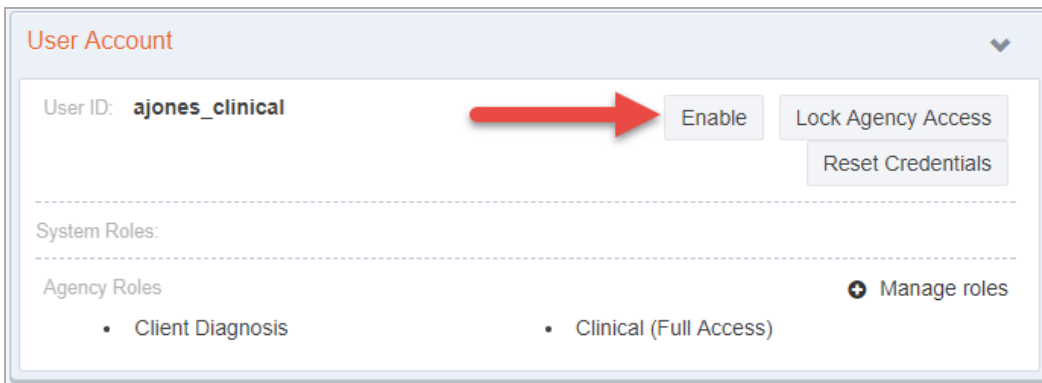 User Account
User ID: ajones_clinical
Enable
Lock Agency Access
Reset Credentials
System Roles:
Agency Roles
Manage roles
• Client Diagnosis
• Clinical (Full Access)